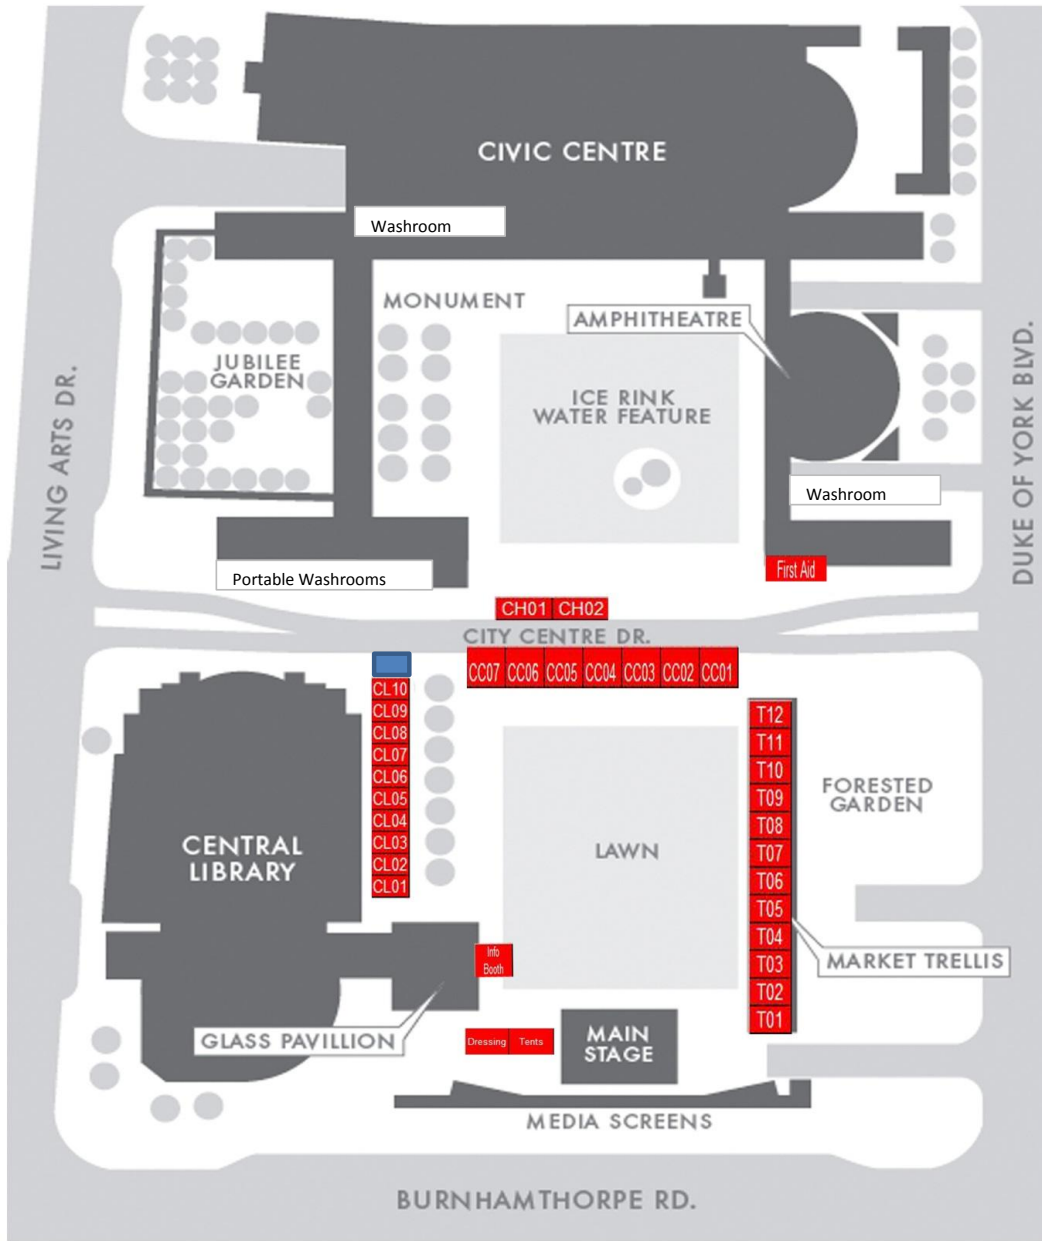 CIVIC CENTRE
Washroom
MONUMENT
AMPHITHEATRE
JUBILEE
GARDEN
ICE RINK
WATER FEATURE
LIVING ARTS DR.
DUKE OF YORK BLVD.
Washroom
Portable Washrooms
First Aid
CH01 CH02
CITY CENTRE DR.
CC07 CC06 CC05 CC04 CC03 CC02 CC01
CL10
CL09
CL08
CL07
CL06
CL05
CL04
CL03
CL02
CL01
T12
T11
T10
T09
T08
T07
T06
T05
T04
T03
T02
T01
FORESTED
GARDEN
CENTRAL
LIBRARY
LAWN
Info
Booth
MARKET TRELLIS
GLASS PAVILLION
Dressing Tents
MAIN
STAGE
MEDIA SCREENS
BURNHAMTHORPE RD.